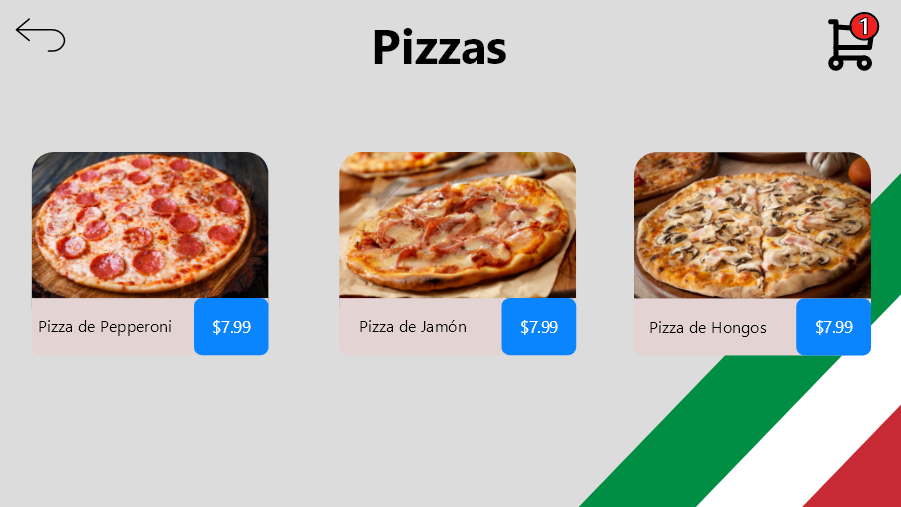 Pizzas
1
Pizza de Pepperoni
$7.99
Pizza de Jamón
$7.99
Pizza de Hongos
$7.99